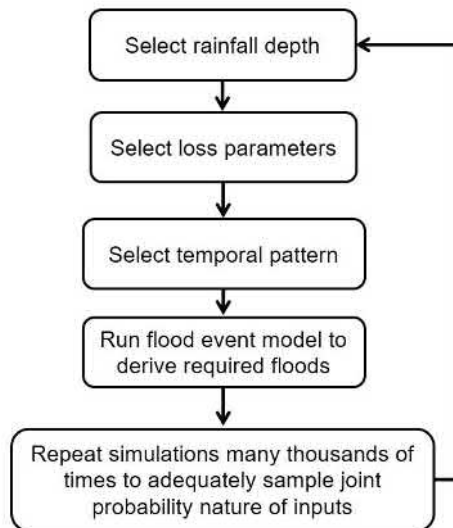 Select rainfall depth
Select loss parameters
Select temporal pattern
Run flood event model to
derive required floods
Repeat simulations many thousands of
times to adequately sample joint
probability nature of inputs